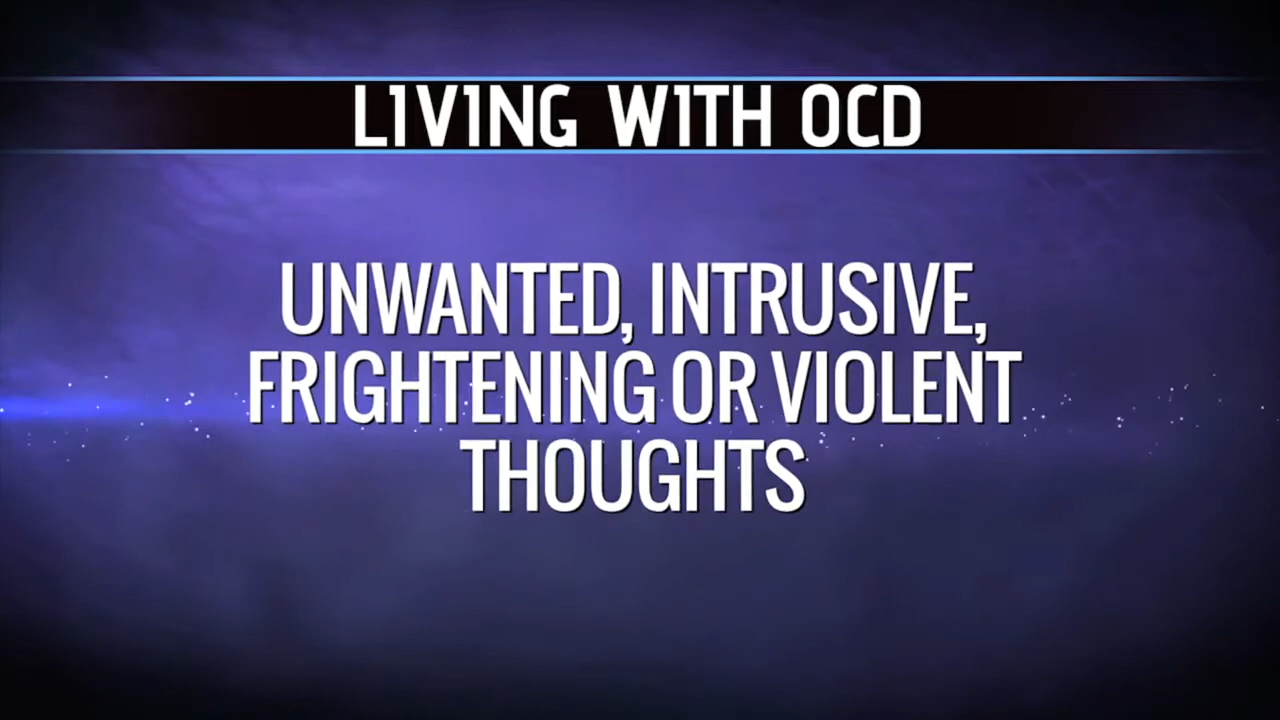 LIVING WITH OCD
UNWANTED, INTRUSIVE,
FRIGHTENING OR VIOLENT
THOUGHTS